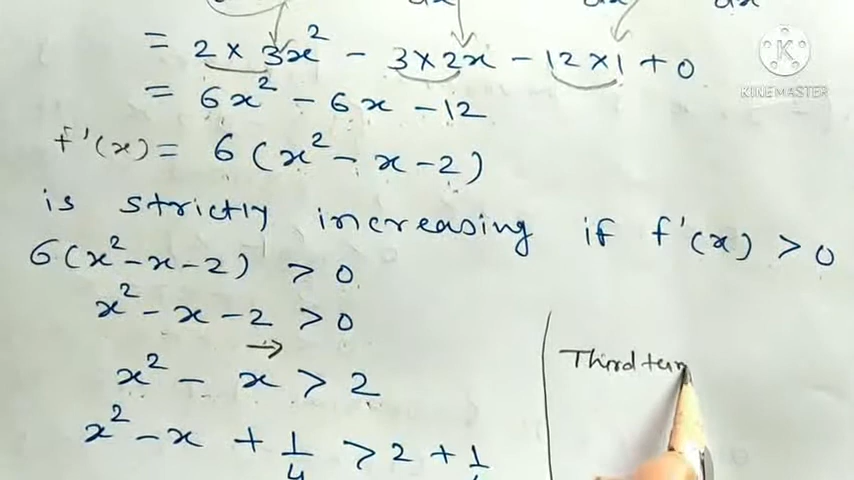 = 2 × 3x² - 3×2x - 12×1 + 0
= 6x² - 6x - 12
f'(x) = 6(x² - x - 2)
is strictly increasing if f'(x) > 0
6(x² - x - 2) > 0
x² - x - 2 > 0
x² - x > 2
x² - x + 1/4 > 2 + 1/4
Third term
K
KINEMASTER